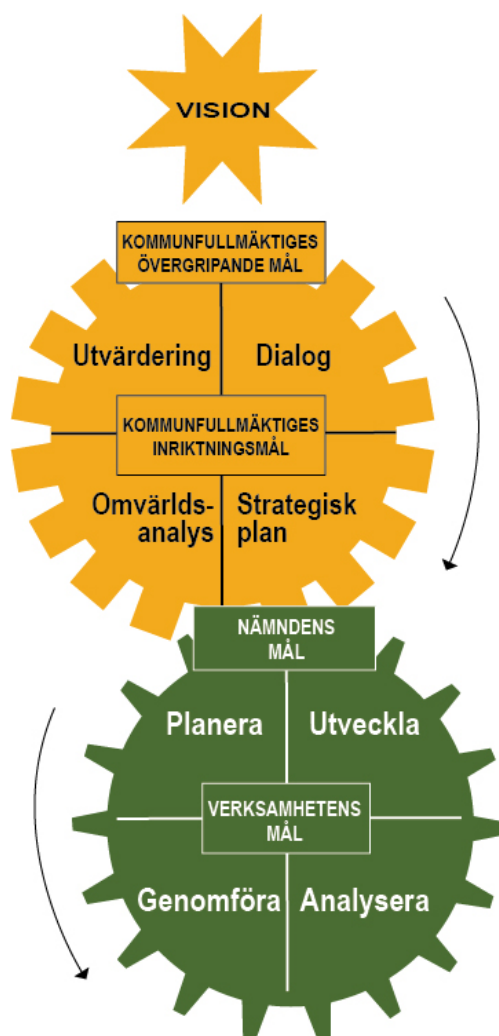 VISION
KOMMUNFULLMÄKTIGES
ÖVERGRIPANDE MÅL
Utvärdering
Dialog
KOMMUNFULLMÄKTIGES
INRIKTNINGSMÅL
Omvärlds-
analys
Strategisk
plan
NÄMNDENS
MÅL
Planera
Utveckla
VERKSAMHETENS
MÅL
Genomföra
Analysera